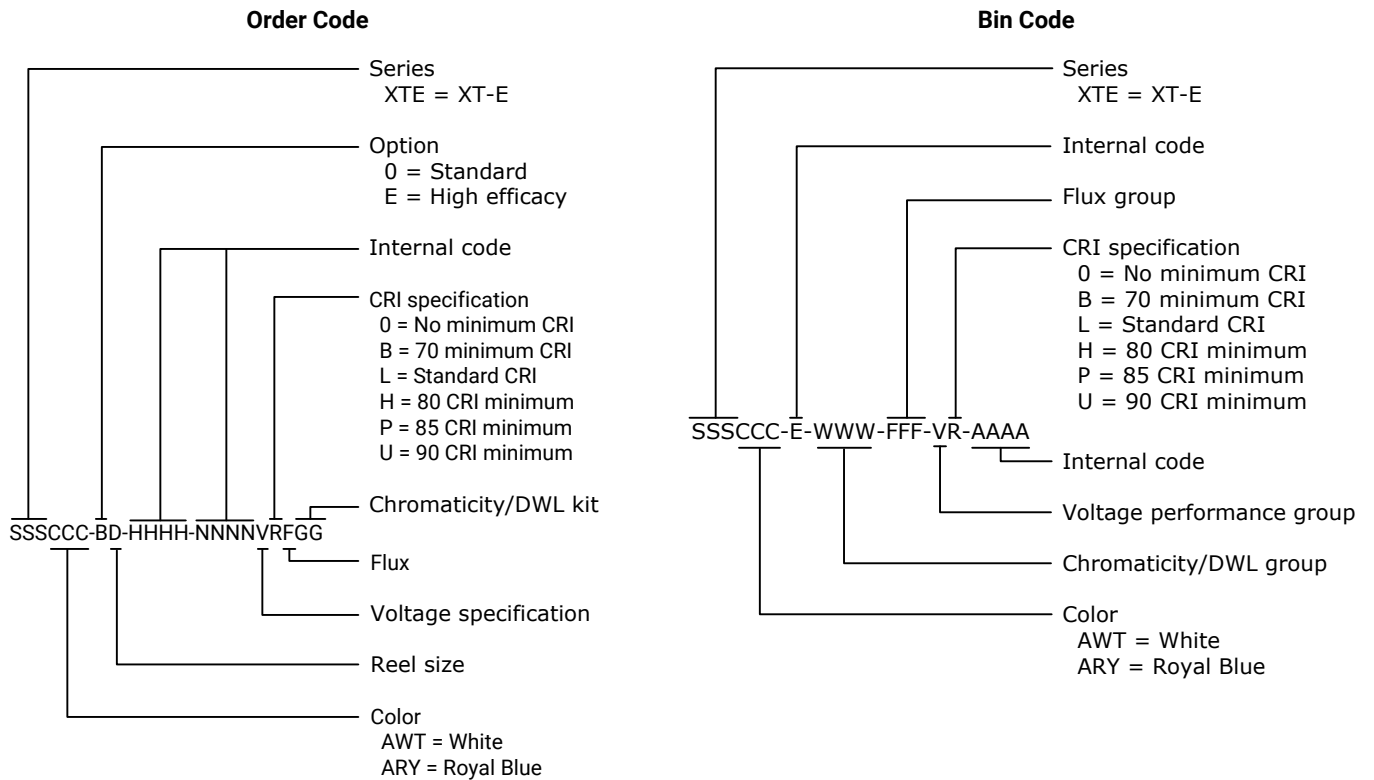 Order Code
Series
XTE = XT-E
Option
0 = Standard
E = High efficacy
Internal code
CRI specification
0 = No minimum CRI
B = 70 minimum CRI
L = Standard CRI
H = 80 CRI minimum
P = 85 CRI minimum
U = 90 CRI minimum
Chromaticity/DWL kit
SSSCCC-BD-HHHH-NNNNVRFGG
Flux
Voltage specification
Reel size
Color
AWT = White
ARY = Royal Blue
Bin Code
Series
XTE = XT-E
Internal code
Flux group
CRI specification
0 = No minimum CRI
B = 70 minimum CRI
L = Standard CRI
H = 80 CRI minimum
P = 85 CRI minimum
U = 90 CRI minimum
SSSCCC-E-WWW-FFF-VR-AAAA
Internal code
Voltage performance group
Chromaticity/DWL group
Color
AWT = White
ARY = Royal Blue